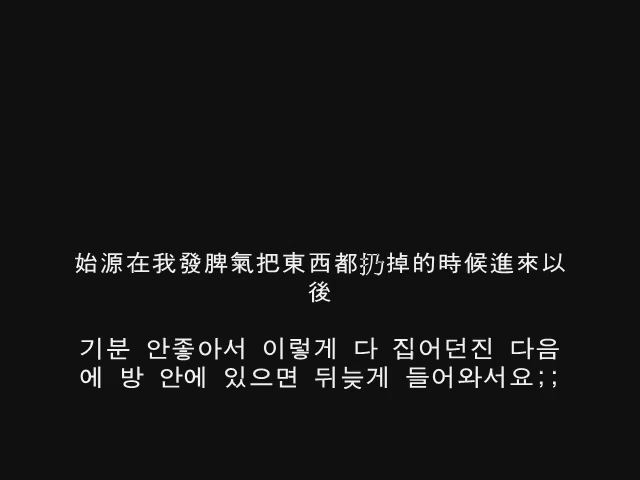 始源在我發脾氣把東西都扔掉的時候進來以
後
기분 안좋아서 이렇게 다 집어던진 다음
에 방 안에 있으면 뒤늦게 들어와서요;;